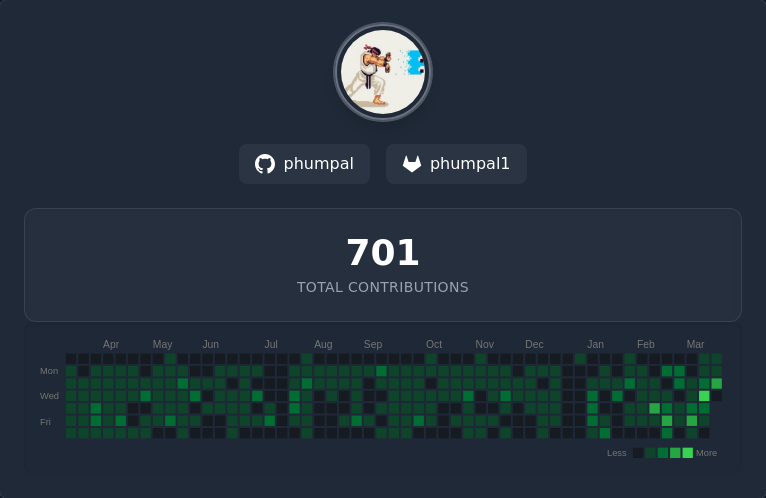 phumpal phumpal1
701
TOTAL CONTRIBUTIONS
Apr May Jun Jul Aug Sep Oct Nov Dec Jan Feb Mar
Mon
Wed
Fri
Less More